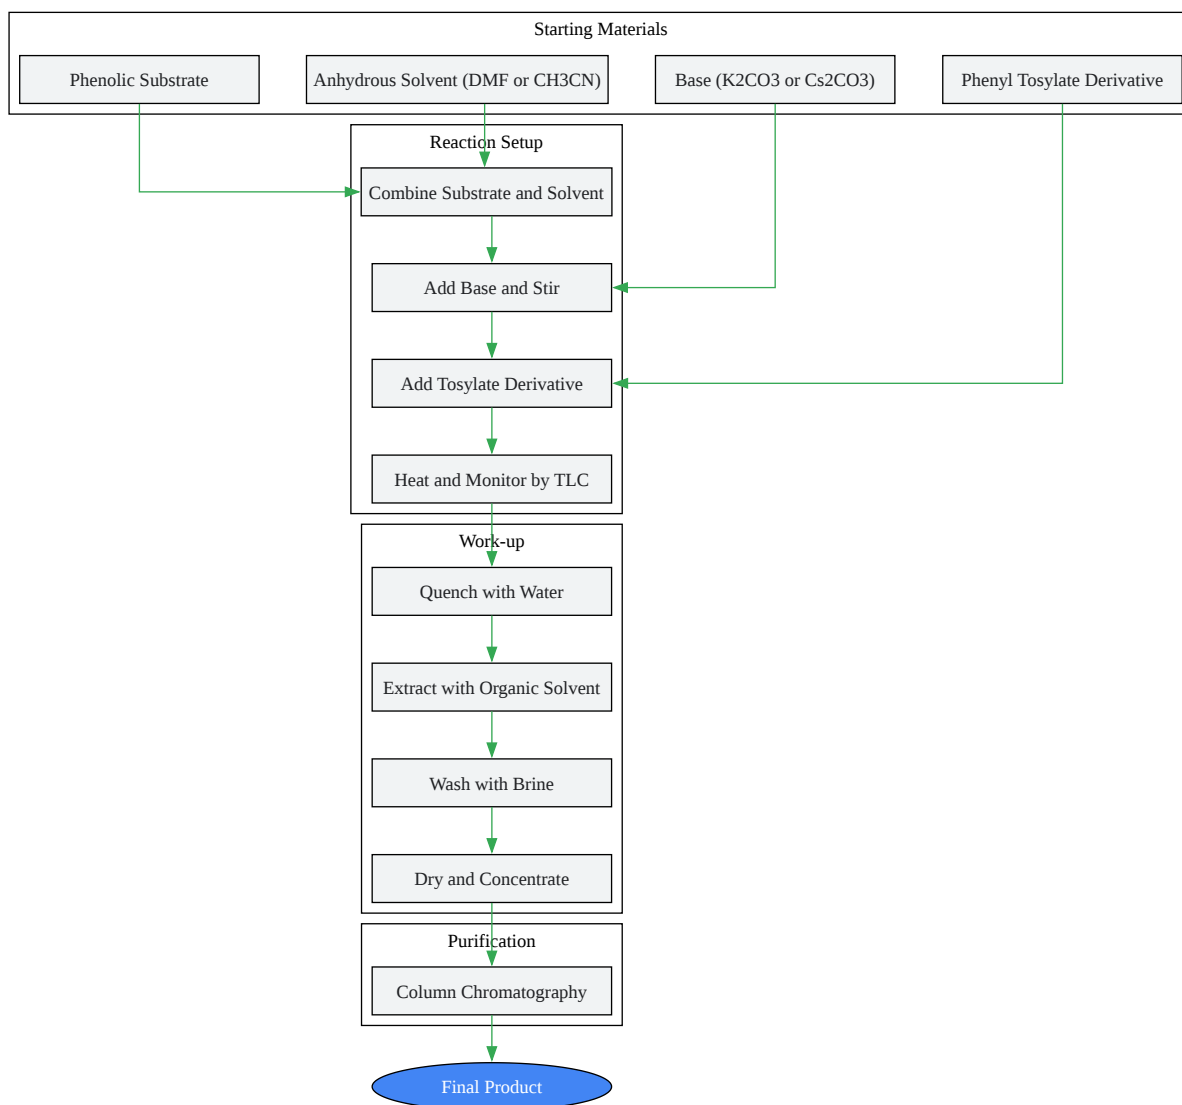 Starting Materials
Phenolic Substrate
Anhydrous Solvent (DMF or CH3CN)
Base (K2CO3 or Cs2CO3)
Phenyl Tosylate Derivative
Reaction Setup
Combine Substrate and Solvent
Add Base and Stir
Add Tosylate Derivative
Heat and Monitor by TLC
Work-up
Quench with Water
Extract with Organic Solvent
Wash with Brine
Dry and Concentrate
Purification
Column Chromatography
Final Product